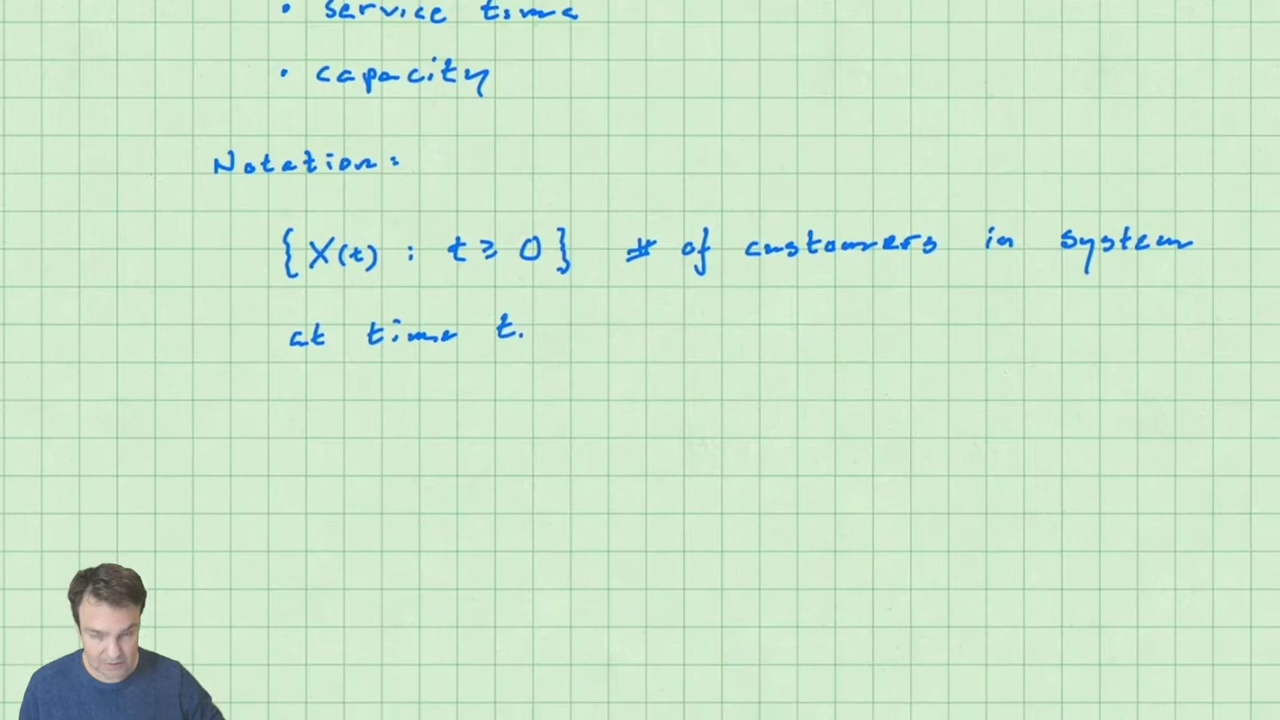 • service time
• capacity
Notation:
{X(t) : t ≥ 0} # of customers in system
at time t.